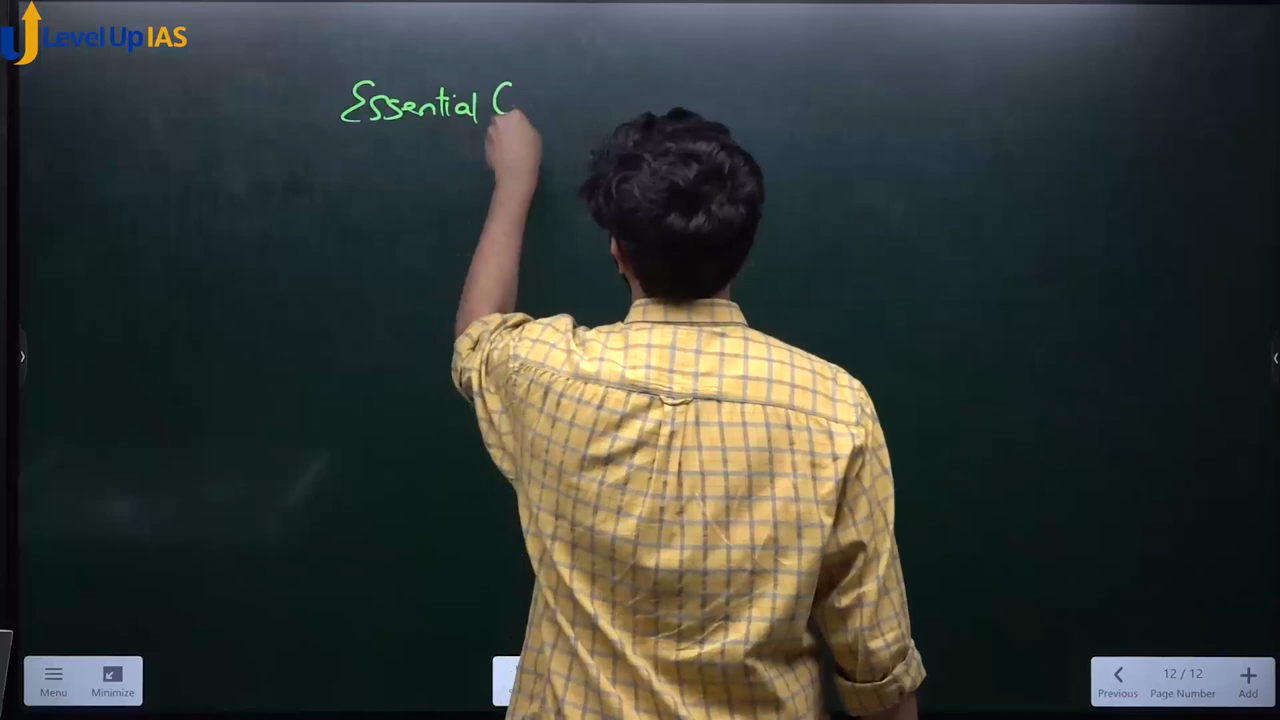 Level Up IAS
Essential C
Menu
Minimize
Previous
12 / 12
Page Number
Add